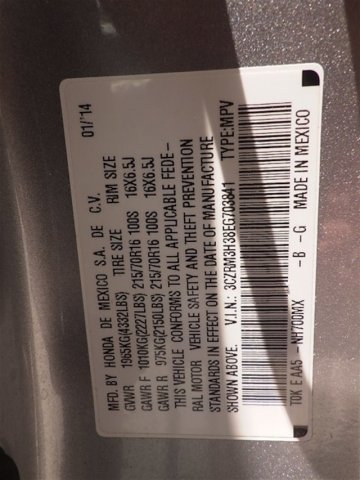 MFD. BY HONDA DE MEXICO S.A. DE C.V. 01/'14
GVWR 1965KG(4332LBS) TIRE SIZE RIM SIZE
GAWR F 1010KG(2227LBS) 215/70R16 100S 16X6.5J
GAWR R 975KG(2150LBS) 215/70R16 100S 16X6.5J
THIS VEHICLE CONFORMS TO ALL APPLICABLE FEDE-
RAL MOTOR VEHICLE SAFETY AND THEFT PREVENTION
STANDARDS IN EFFECT ON THE DATE OF MANUFACTURE
SHOWN ABOVE. V.I.N.: 3CZRM3H38EG703841 TYPE:MPV
TOK E AA5 -NH700MX -B -G MADE IN MEXICO